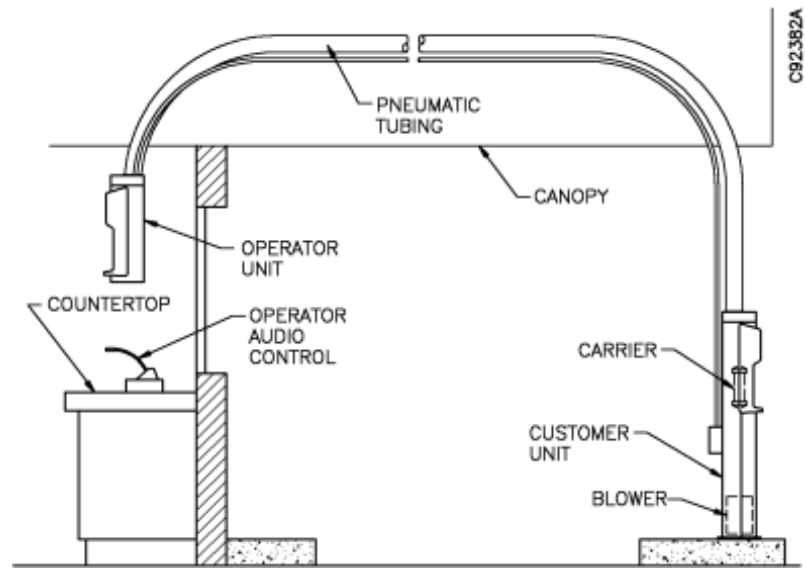 C92382A
PNEUMATIC
TUBING
CANOPY
OPERATOR
UNIT
COUNTERTOP
OPERATOR
AUDIO
CONTROL
CARRIER
CUSTOMER
UNIT
BLOWER